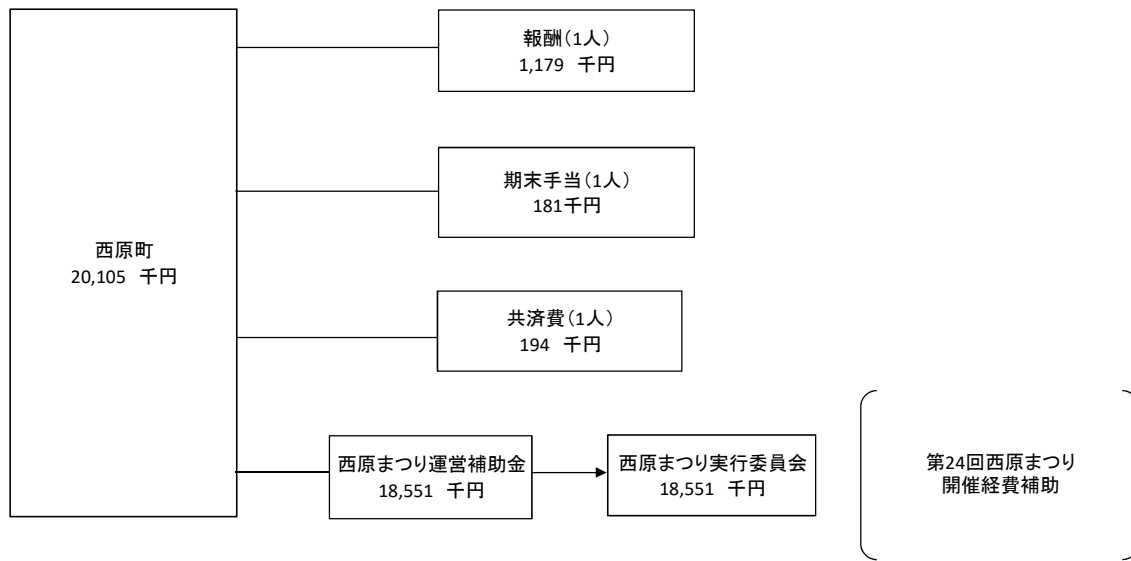 報酬（1人）
1,179 千円
期末手当（1人）
181千円
西原町
20,105 千円
共済費（1人）
194 千円
西原まつり運営補助金
18,551 千円
西原まつり実行委員会
18,551 千円
第24回西原まつり
開催経費補助